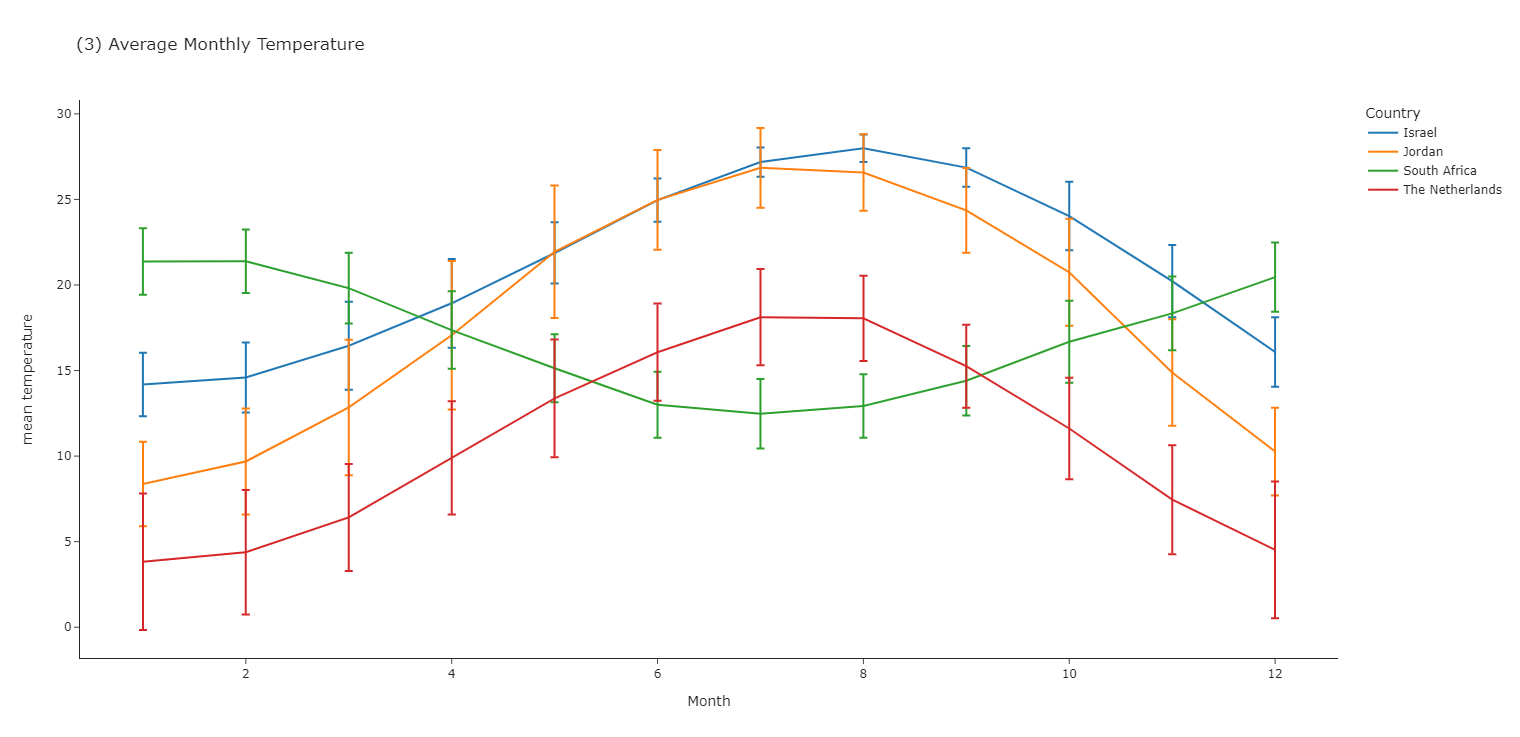 (3) Average Monthly Temperature
30
25
20
15
10
5
0
mean temperature
2
4
6
8
10
12
Month
Country
Israel
Jordan
South Africa
The Netherlands